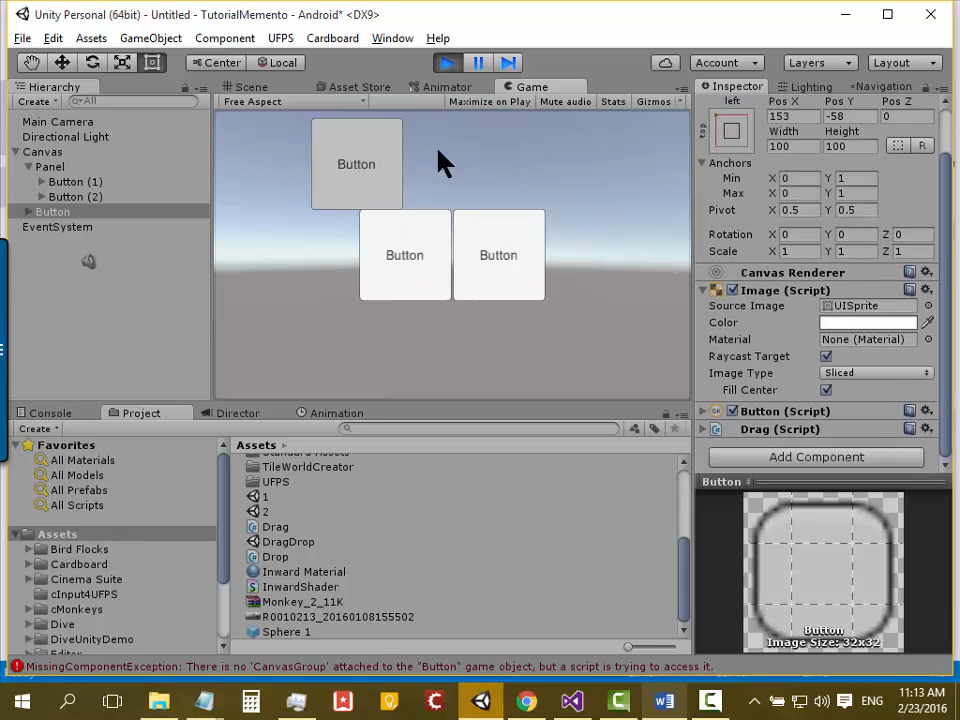 Unity Personal (64bit) - Untitled - TutorialMemento - Android* <DX9>
File Edit Assets GameObject Component UFPS Cardboard Window Help
Center Local Account Layers Layout
Hierarchy Scene Asset Store Animator Game Inspector Lighting Navigation
Create All Free Aspect Maximize on Play Mute audio Stats Gizmos
Main Camera
Directional Light
Canvas
Panel
Button (1)
Button (2)
Button
EventSystem
Button
Button Button
left
top
Pos X Pos Y Pos Z
153 -58 0
Width Height
100 100 R
Anchors
Min X 0 Y 1
Max X 0 Y 1
Pivot X 0.5 Y 0.5
Rotation X 0 Y 0 Z 0
Scale X 1 Y 1 Z 1
Canvas Renderer
Image (Script)
Source Image UISprite
Color
Material None (Material)
Raycast Target
Image Type Sliced
Fill Center
OK Button (Script)
Drag (Script)
Add Component
Button
Button
Image Size: 32x32
Console Project Director Animation
Create
Favorites
All Materials
All Models
All Prefabs
All Scripts
Assets
Bird Flocks
Cardboard
Cinema Suite
cInput4UFPS
cMonkeys
Dive
DiveUnityDemo
Assets
TileWorldCreator
UFPS
1
2
Drag
DragDrop
Drop
Inward Material
InwardShader
Monkey_2_11K
R0010213_20160108155502
Sphere 1
MissingComponentException: There is no 'CanvasGroup' attached to the "Button" game object, but a script is trying to access it.
ENG
11:13 AM
2/23/2016